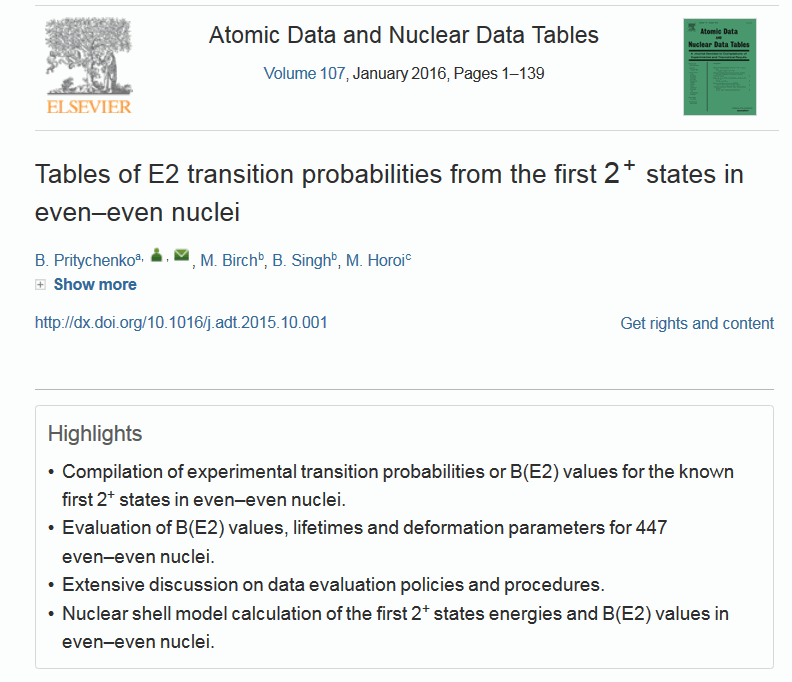 Atomic Data and Nuclear Data Tables
Volume 107, January 2016, Pages 1–139
ELSEVIER
Atomic Data
and
Nuclear Data Tables
Tables of E2 transition probabilities from the first 2⁺ states in
even–even nuclei
B. Pritychenkoᵃ, , , M. Birchᵇ, B. Singhᵇ, M. Horoiᶜ
Show more
http://dx.doi.org/10.1016/j.adt.2015.10.001
Get rights and content
Highlights
• Compilation of experimental transition probabilities or B(E2) values for the known
first 2⁺ states in even–even nuclei.
• Evaluation of B(E2) values, lifetimes and deformation parameters for 447
even–even nuclei.
• Extensive discussion on data evaluation policies and procedures.
• Nuclear shell model calculation of the first 2⁺ states energies and B(E2) values in
even–even nuclei.